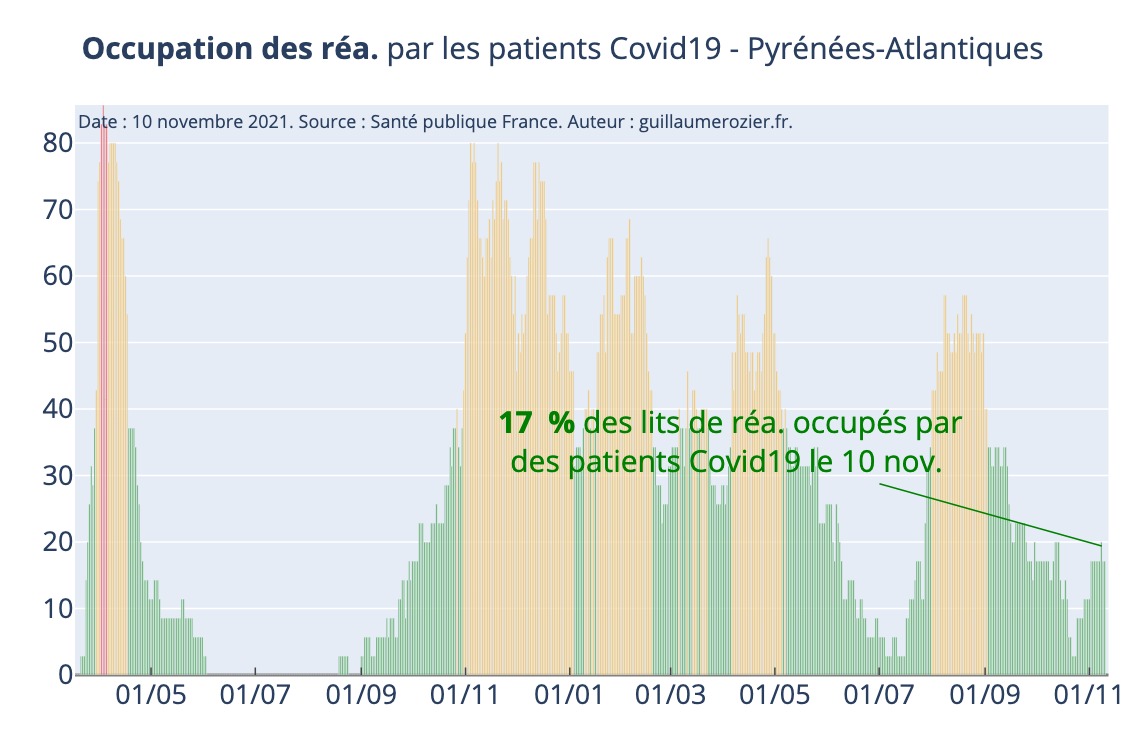 Occupation des réa. par les patients Covid19 - Pyrénées-Atlantiques
Date : 10 novembre 2021. Source : Santé publique France. Auteur : guillaumerozier.fr.
80
70
60
50
40
17 % des lits de réa. occupés par
des patients Covid19 le 10 nov.
30
20
10
0
01/05 01/07 01/09 01/11 01/01 01/03 01/05 01/07 01/09 01/11